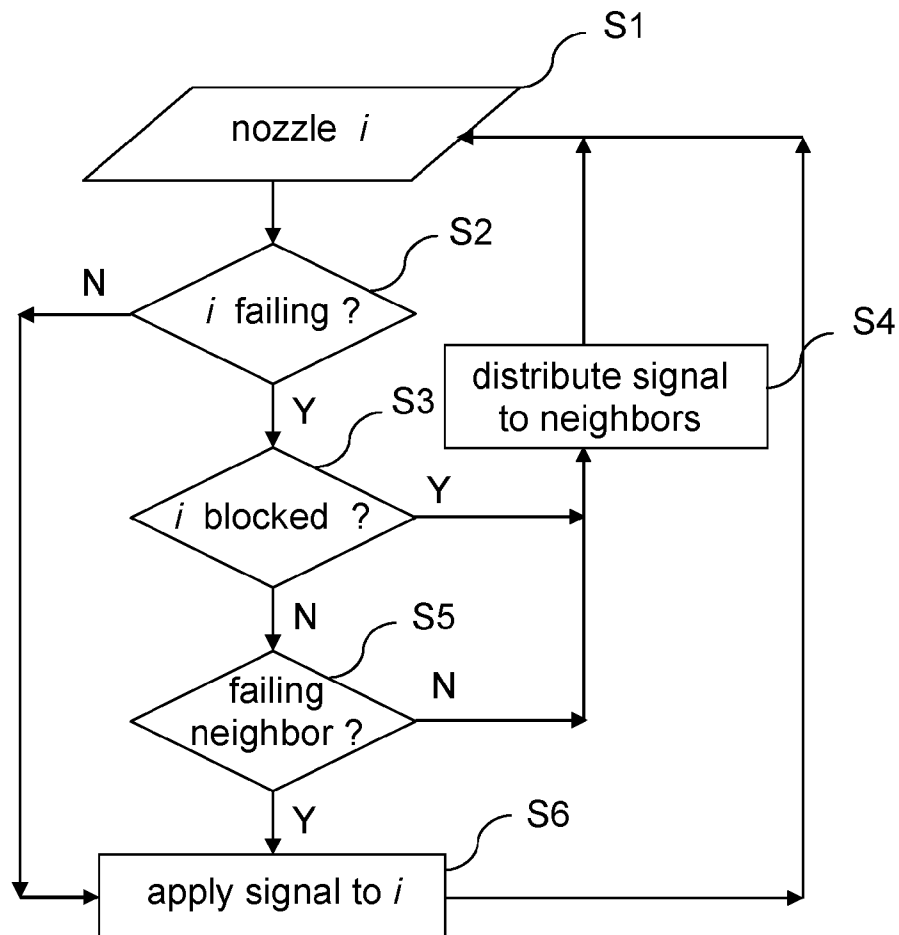 S1
nozzle i
S2
N
i failing ?
S4
distribute signal
to neighbors
Y
S3
Y
i blocked ?
N
S5
failing
neighbor ?
N
Y
S6
apply signal to i